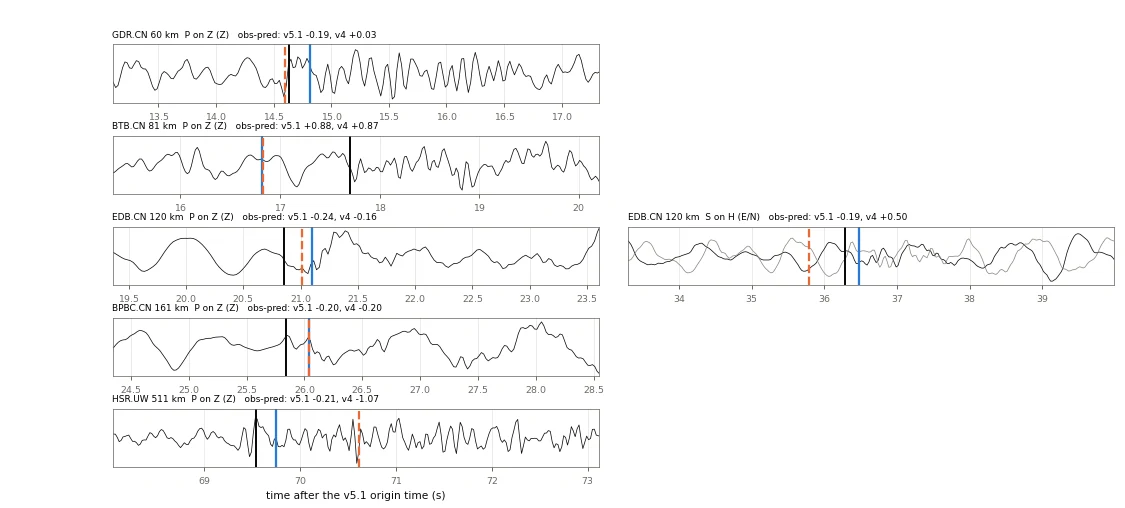 GDR.CN 60 km  P on Z (Z)   obs-pred: v5.1 -0.19, v4 +0.03
13.5 14.0 14.5 15.0 15.5 16.0 16.5 17.0
BTB.CN 81 km  P on Z (Z)   obs-pred: v5.1 +0.88, v4 +0.87
16 17 18 19 20
EDB.CN 120 km  P on Z (Z)   obs-pred: v5.1 -0.24, v4 -0.16
19.5 20.0 20.5 21.0 21.5 22.0 22.5 23.0 23.5
EDB.CN 120 km  S on H (E/N)   obs-pred: v5.1 -0.19, v4 +0.50
34 35 36 37 38 39
BPBC.CN 161 km  P on Z (Z)   obs-pred: v5.1 -0.20, v4 -0.20
24.5 25.0 25.5 26.0 26.5 27.0 27.5 28.0 28.5
HSR.UW 511 km  P on Z (Z)   obs-pred: v5.1 -0.21, v4 -1.07
69 70 71 72 73
time after the v5.1 origin time (s)